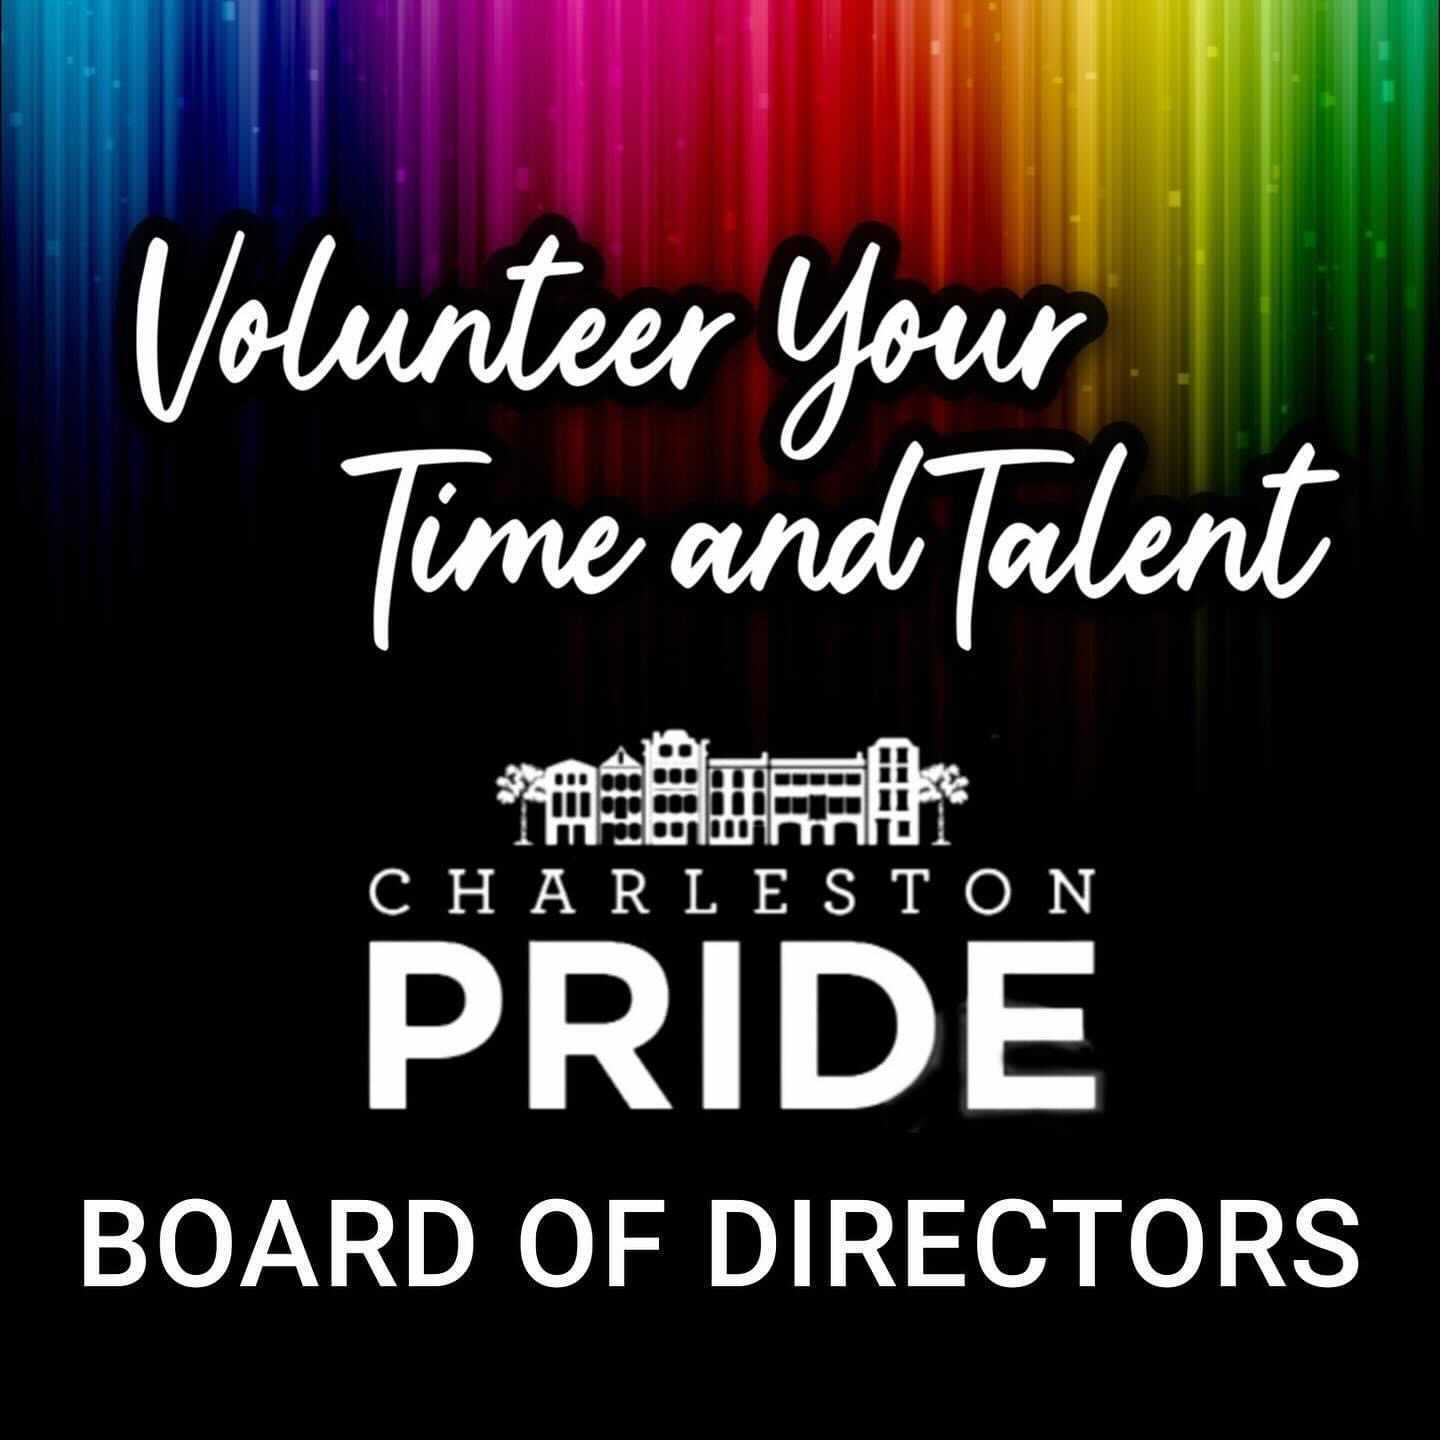 Volunteer Your
Time and Talent
CHARLESTON
PRIDE
BOARD OF DIRECTORS